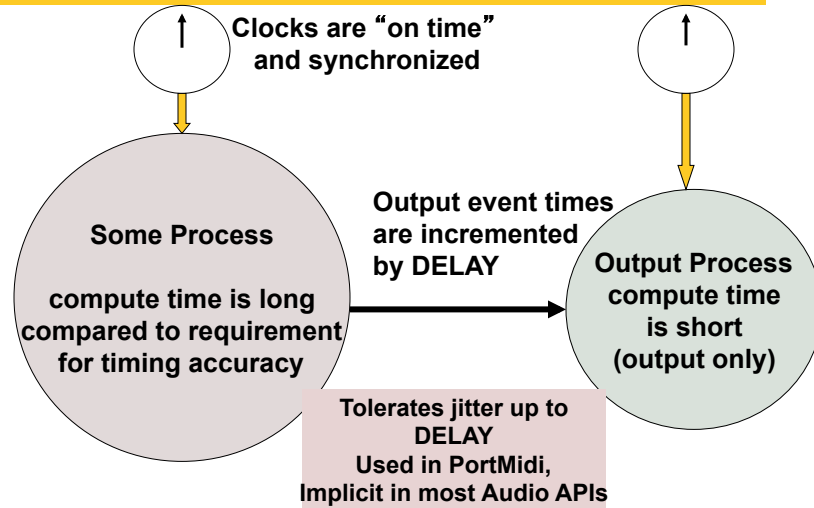 Clocks are “on time”
and synchronized
Some Process
compute time is long
compared to requirement
for timing accuracy
Output event times
are incremented
by DELAY
Output Process
compute time
is short
(output only)
Tolerates jitter up to
DELAY
Used in PortMidi,
Implicit in most Audio APIs